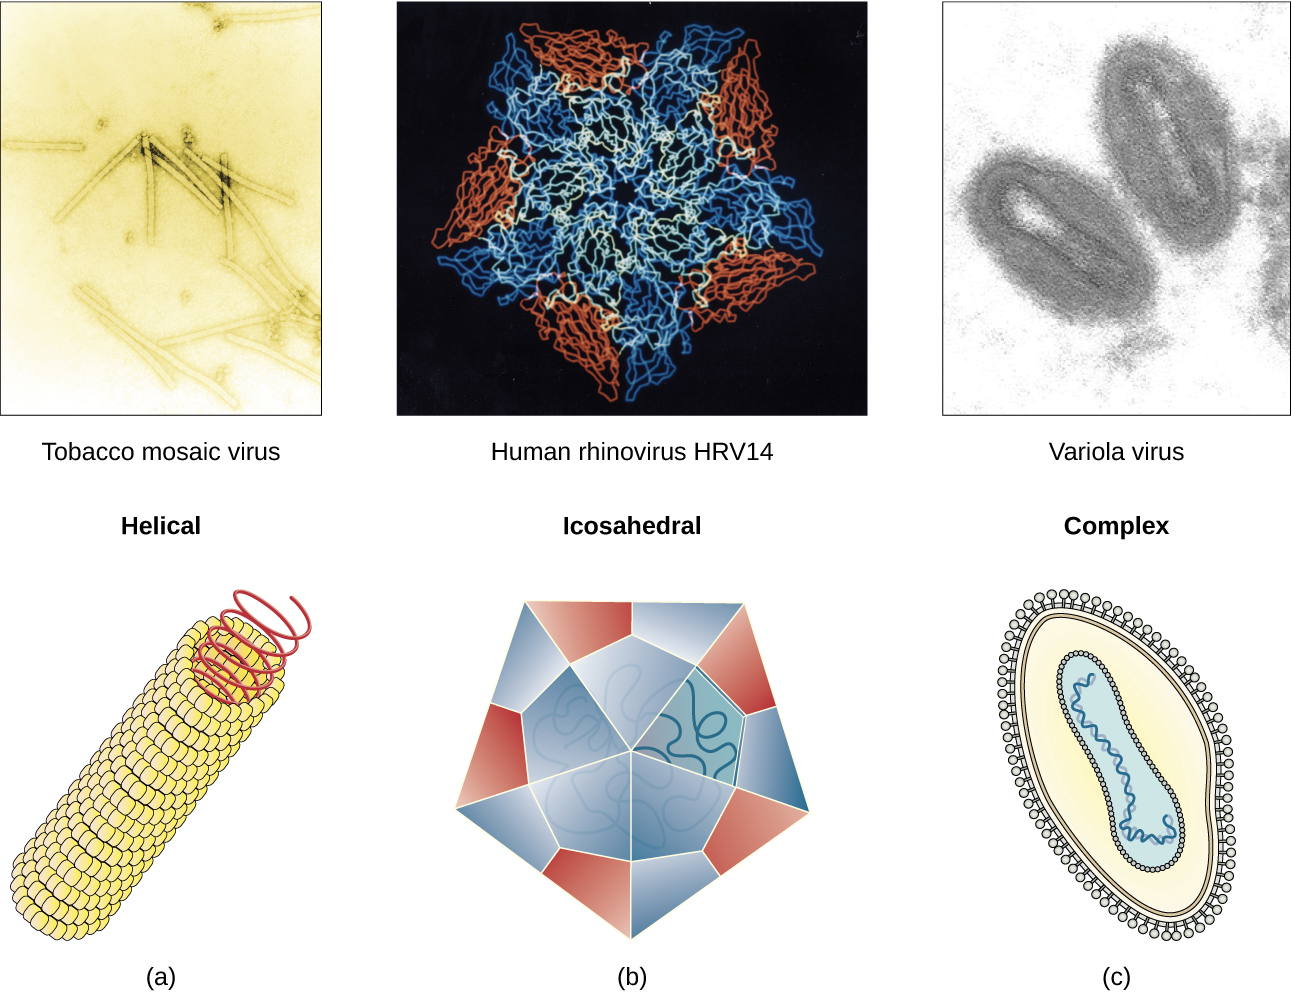 Tobacco mosaic virus
Human rhinovirus HRV14
Variola virus
Helical
Icosahedral
Complex
(a)
(b)
(c)